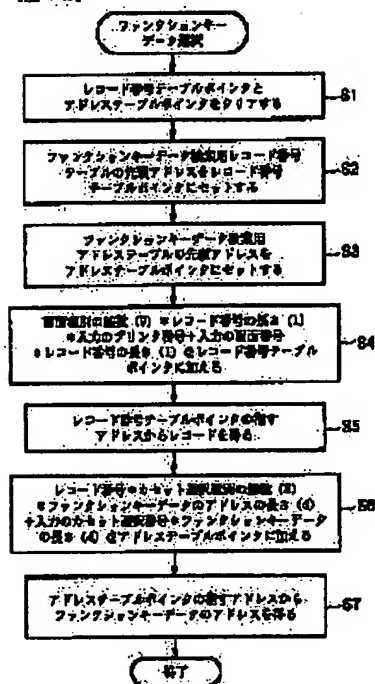 ファンクションキー
データ選択
レコード番号テーブルポインタと
アドレステーブルポインタをクリアする
S1
ファンクションキーデータ検索用レコード番号
テーブルの先頭アドレスをレコード番号
テーブルポインタにセットする
S2
ファンクションキーデータ検索用
アドレステーブルの先頭アドレスを
アドレステーブルポインタにセットする
S3
画面種別の総数 (9) *レコード番号の長さ (1)
*入力のプリンタ番号+入力の画面番号
*レコード番号の長さ (1) をレコード番号テーブル
ポインタに加える
S4
レコード番号テーブルポインタの指す
アドレスからレコードを得る
S5
レコード番号*カセット選択種別の総数
*ファンクションキーデータのアドレスの長さ (4)
+入力のカセット選択番号*ファンクションキーデータ
の長さ (4) をアドレステーブルポインタに加える
S6
アドレステーブルポインタの指すアドレスから
ファンクションキーデータのアドレスを得る
S7
終了